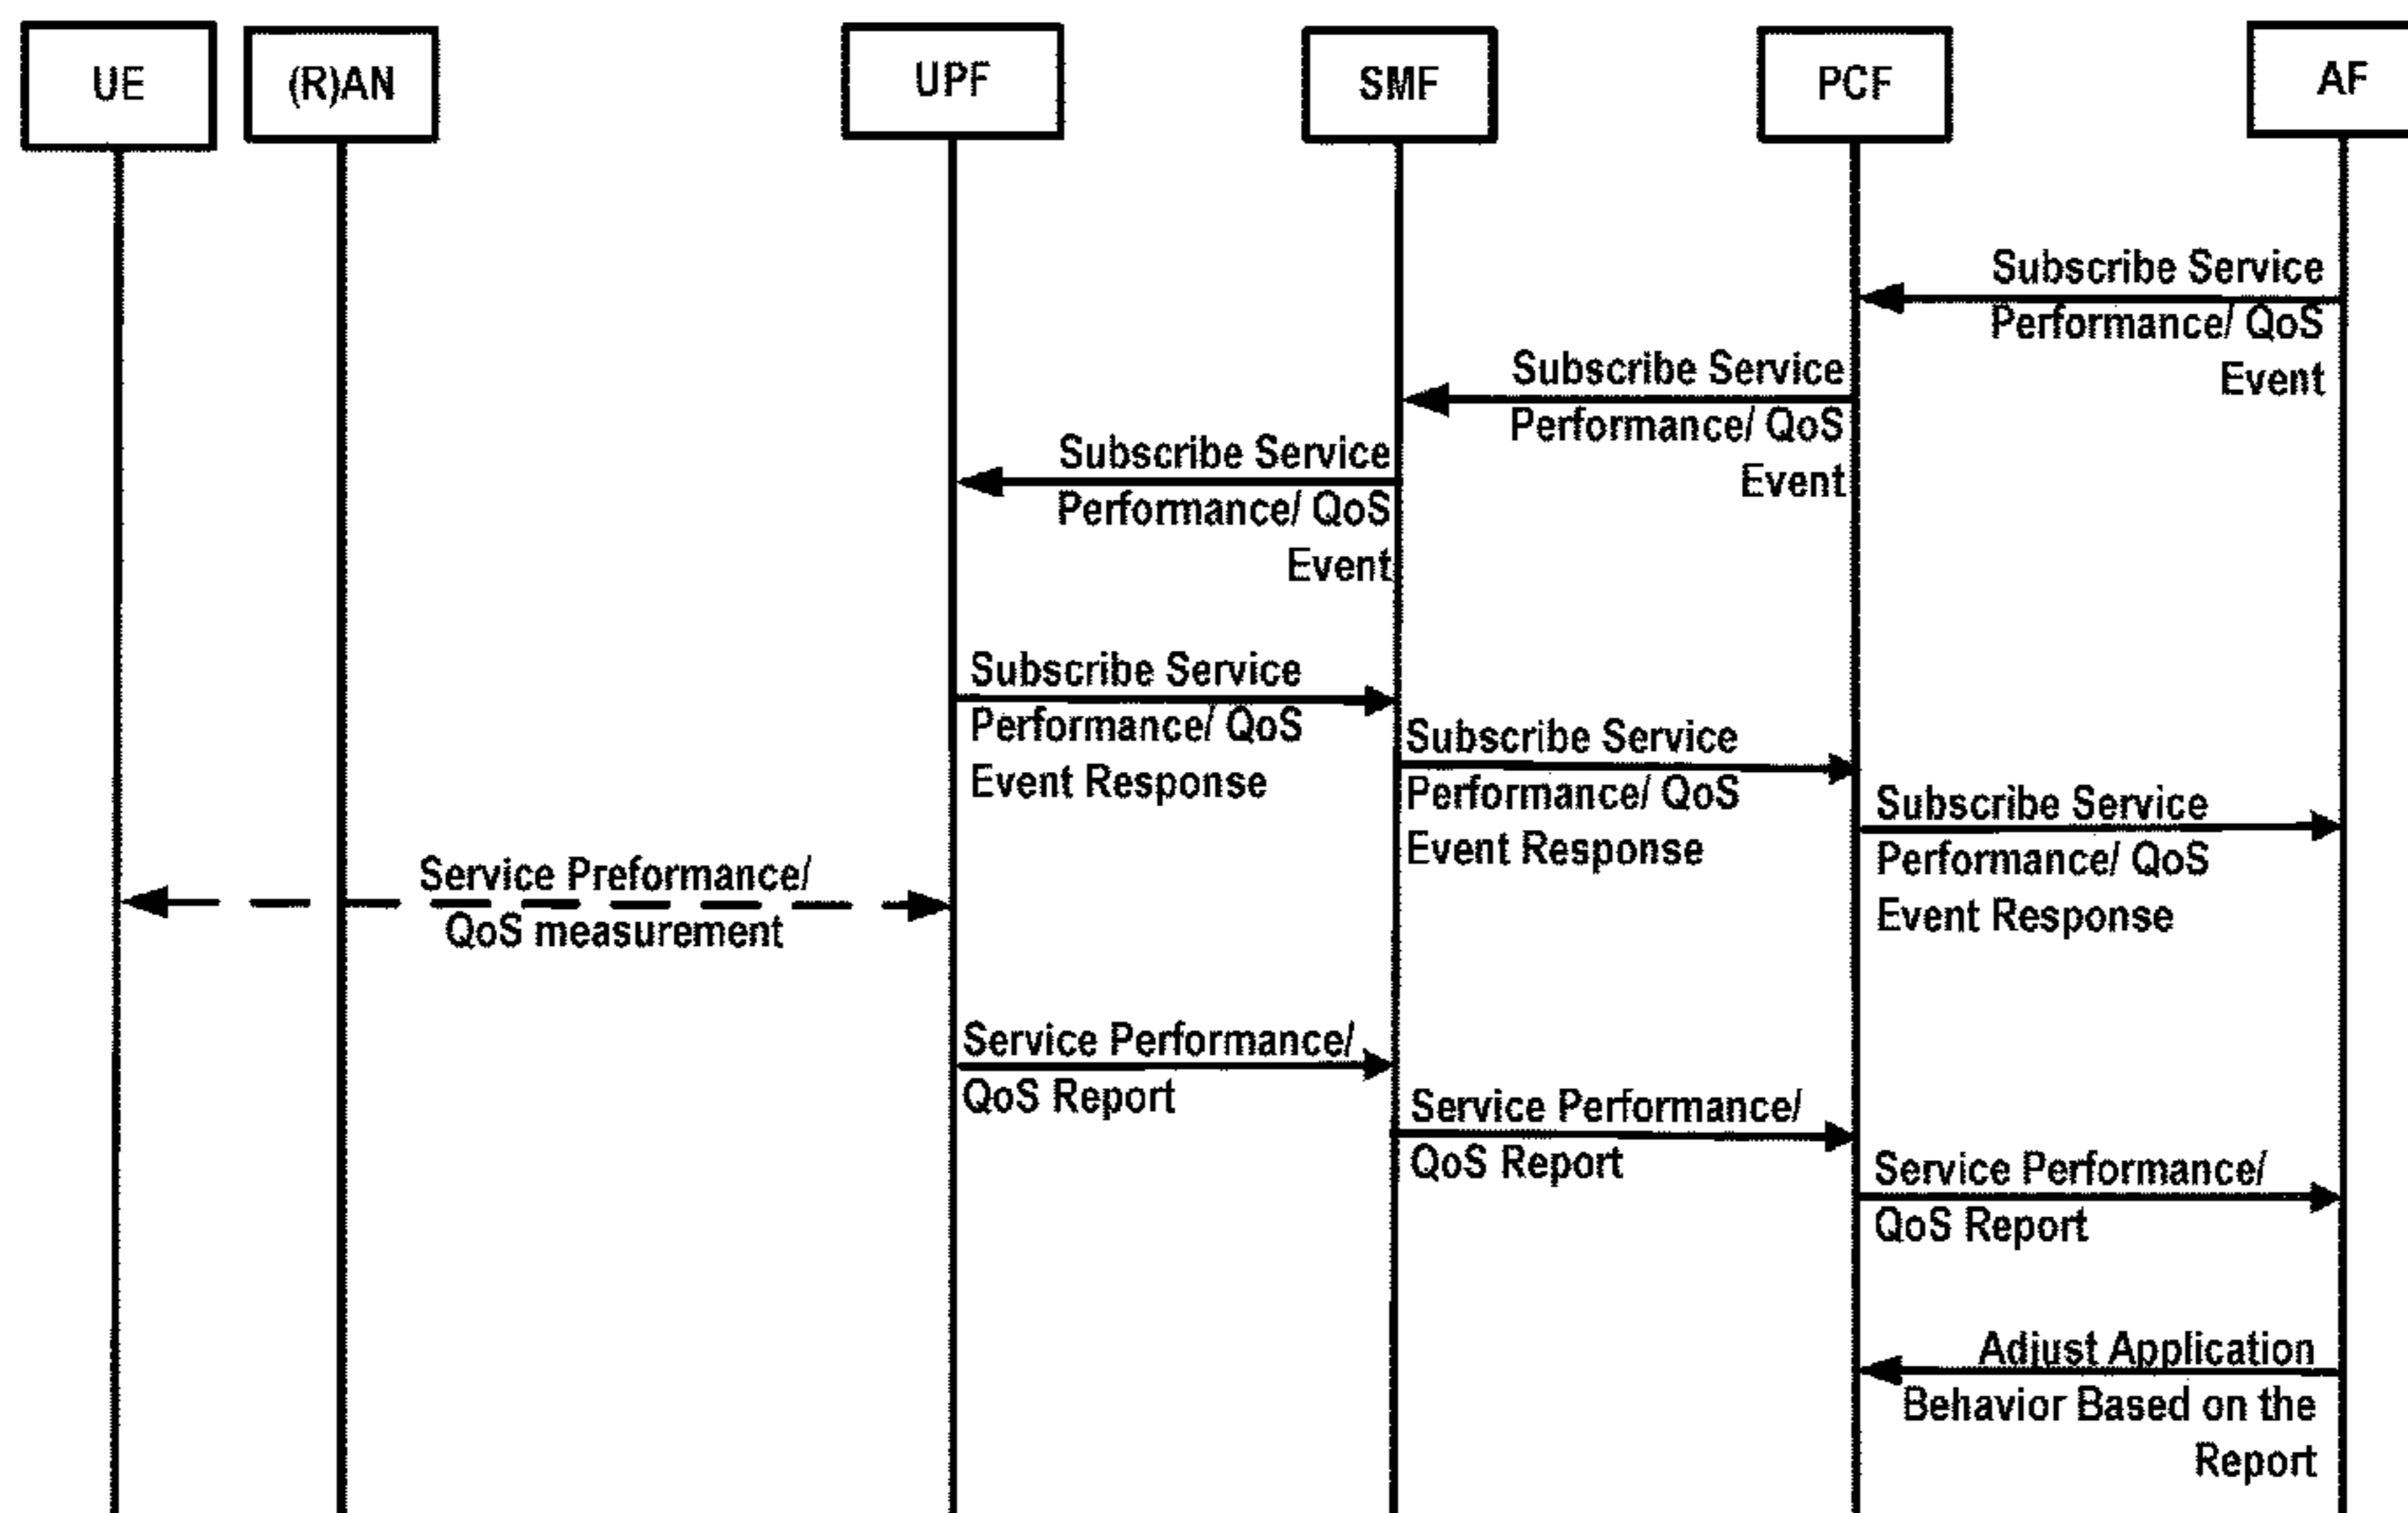 UE
(R)AN
UPF
SMF
PCF
AF
Subscribe Service
Performance/ QoS
Event
Subscribe Service
Performance/ QoS
Event
Subscribe Service
Performance/ QoS
Event
Subscribe Service
Performance/ QoS
Event Response
Subscribe Service
Performance/ QoS
Event Response
Subscribe Service
Performance/ QoS
Event Response
Service Preformance/
QoS measurement
Service Performance/
QoS Report
Service Performance/
QoS Report
Service Performance/
QoS Report
Adjust Application
Behavior Based on the
Report